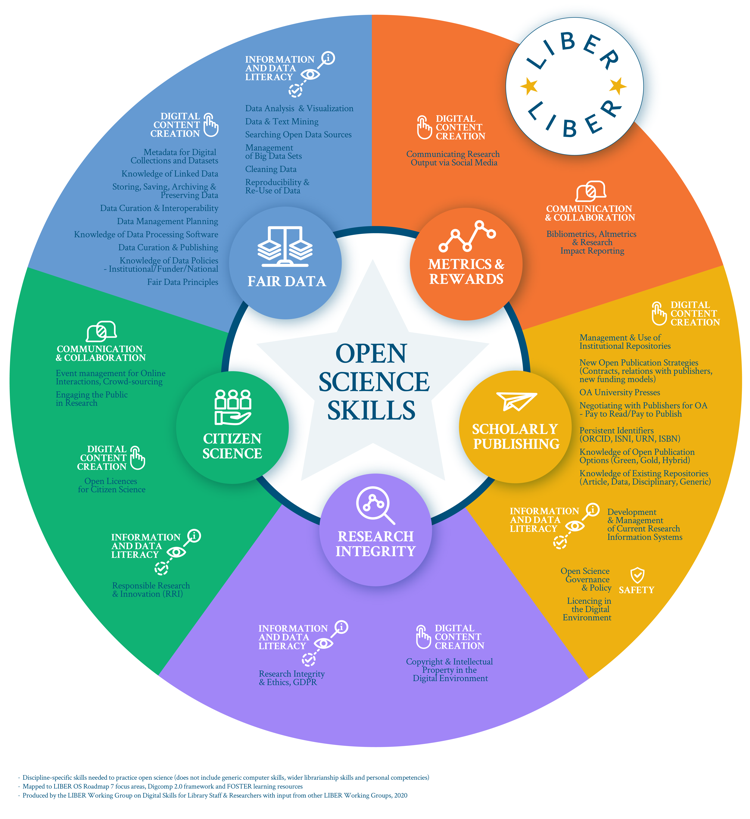 LIBER
LIBER
INFORMATION
AND DATA
LITERACY
Data Analysis & Visualization
Data & Text Mining
Searching Open Data Sources
Management
of Big Data Sets
Cleaning Data
Reproducibility &
Re-Use of Data
DIGITAL
CONTENT
CREATION
Metadata for Digital
Collections and Datasets
Knowledge of Linked Data
Storing, Saving, Archiving &
Preserving Data
Data Curation & Interoperability
Data Management Planning
Knowledge of Data Processing Software
Data Curation & Publishing
Knowledge of Data Policies
- Institutional/Funder/National
Fair Data Principles
FAIR DATA
DIGITAL
CONTENT
CREATION
Communicating Research
Output via Social Media
COMMUNICATION
& COLLABORATION
Bibliometrics, Altmetrics
& Research
Impact Reporting
METRICS &
REWARDS
DIGITAL
CONTENT
CREATION
Management & Use of
Institutional Repositories
New Open Publication Strategies
(Contracts, relations with publishers,
new funding models)
OA University Presses
Negotiating with Publishers for OA
- Pay to Read/Pay to Publish
Persistent Identifiers
(ORCID, ISNI, URN, ISBN)
Knowledge of Open Publication
Options (Green, Gold, Hybrid)
Knowledge of Existing Repositories
(Article, Data, Disciplinary, Generic)
INFORMATION
AND DATA
LITERACY
Development
& Management
of Current Research
Information Systems
Open Science
Governance
& Policy
Licencing in
the Digital
Environment
SAFETY
SCHOLARLY
PUBLISHING
OPEN
SCIENCE
SKILLS
COMMUNICATION
& COLLABORATION
Event management for Online
Interactions, Crowd-sourcing
Engaging the Public
in Research
CITIZEN
SCIENCE
DIGITAL
CONTENT
CREATION
Open Licences
for Citizen Science
INFORMATION
AND DATA
LITERACY
Responsible Research
& Innovation (RRI)
RESEARCH
INTEGRITY
INFORMATION
AND DATA
LITERACY
Research Integrity
& Ethics, GDPR
DIGITAL
CONTENT
CREATION
Copyright & Intellectual
Property in the
Digital Environment
- Discipline-specific skills needed to practice open science (does not include generic computer skills, wider librarianship skills and personal competencies)
- Mapped to LIBER OS Roadmap 7 focus areas, Digcomp 2.0 framework and FOSTER learning resources
- Produced by the LIBER Working Group on Digital Skills for Library Staff & Researchers with input from other LIBER Working Groups, 2020